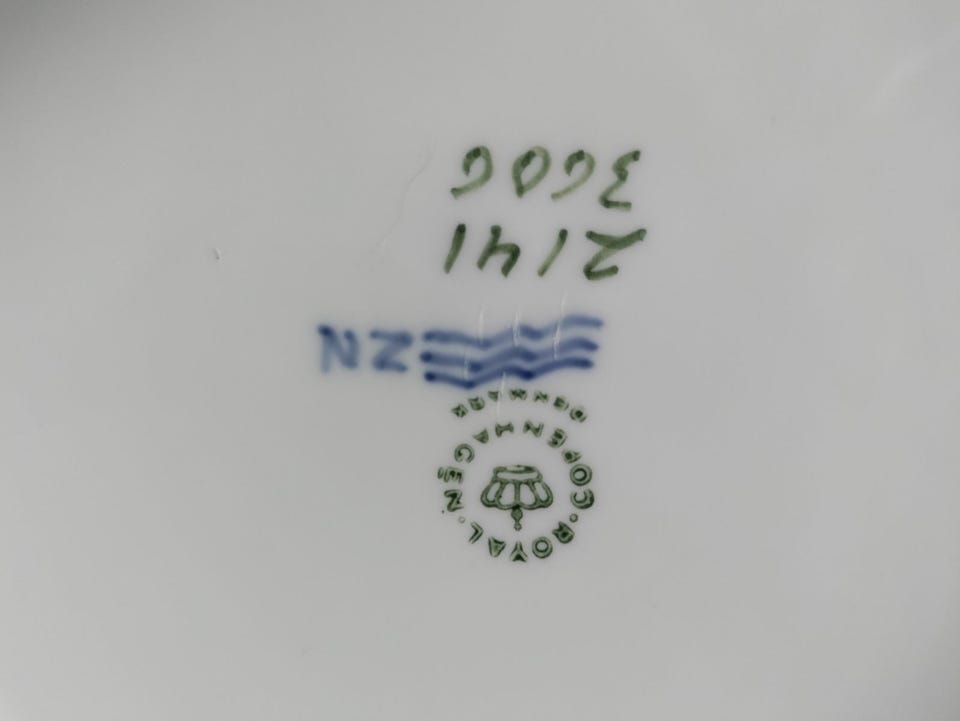 ROYAL COPENHAGEN
DENMARK
ZN
2141
3606